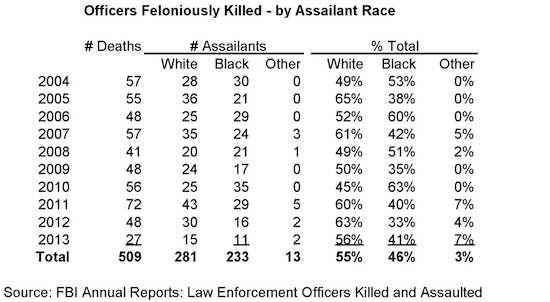 Officers Feloniously Killed - by Assailant Race
# Deaths # Assailants % Total
White Black Other White Black Other
2004 57 28 30 0 49% 53% 0%
2005 55 36 21 0 65% 38% 0%
2006 48 25 29 0 52% 60% 0%
2007 57 35 24 3 61% 42% 5%
2008 41 20 21 1 49% 51% 2%
2009 48 24 17 0 50% 35% 0%
2010 56 25 35 0 45% 63% 0%
2011 72 43 29 5 60% 40% 7%
2012 48 30 16 2 63% 33% 4%
2013 27 15 11 2 56% 41% 7%
Total 509 281 233 13 55% 46% 3%
Source: FBI Annual Reports: Law Enforcement Officers Killed and Assaulted